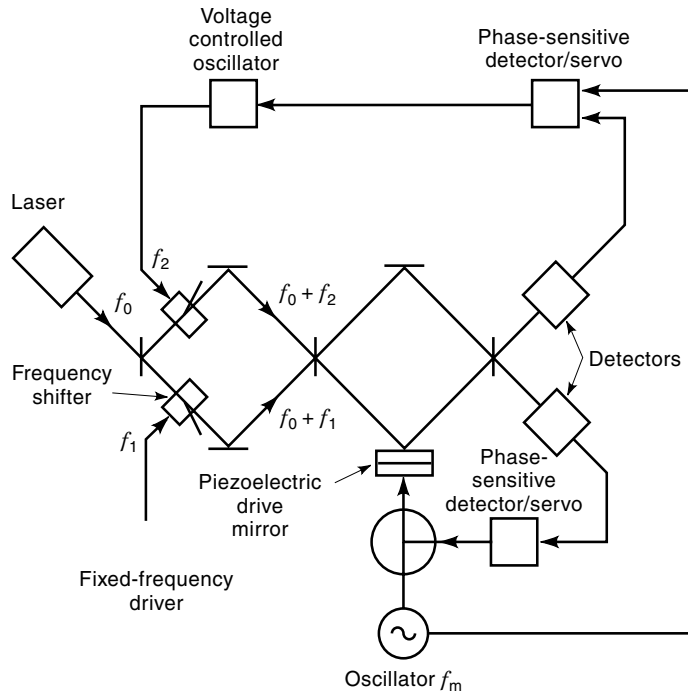 Voltage
controlled
oscillator
Phase-sensitive
detector/servo
Laser
f₂
f₀
f₀ + f₂
Frequency
shifter
f₀ + f₁
f₁
Detectors
Piezoelectric
drive
mirror
Phase-
sensitive
detector/servo
Fixed-frequency
driver
Oscillator fₘ